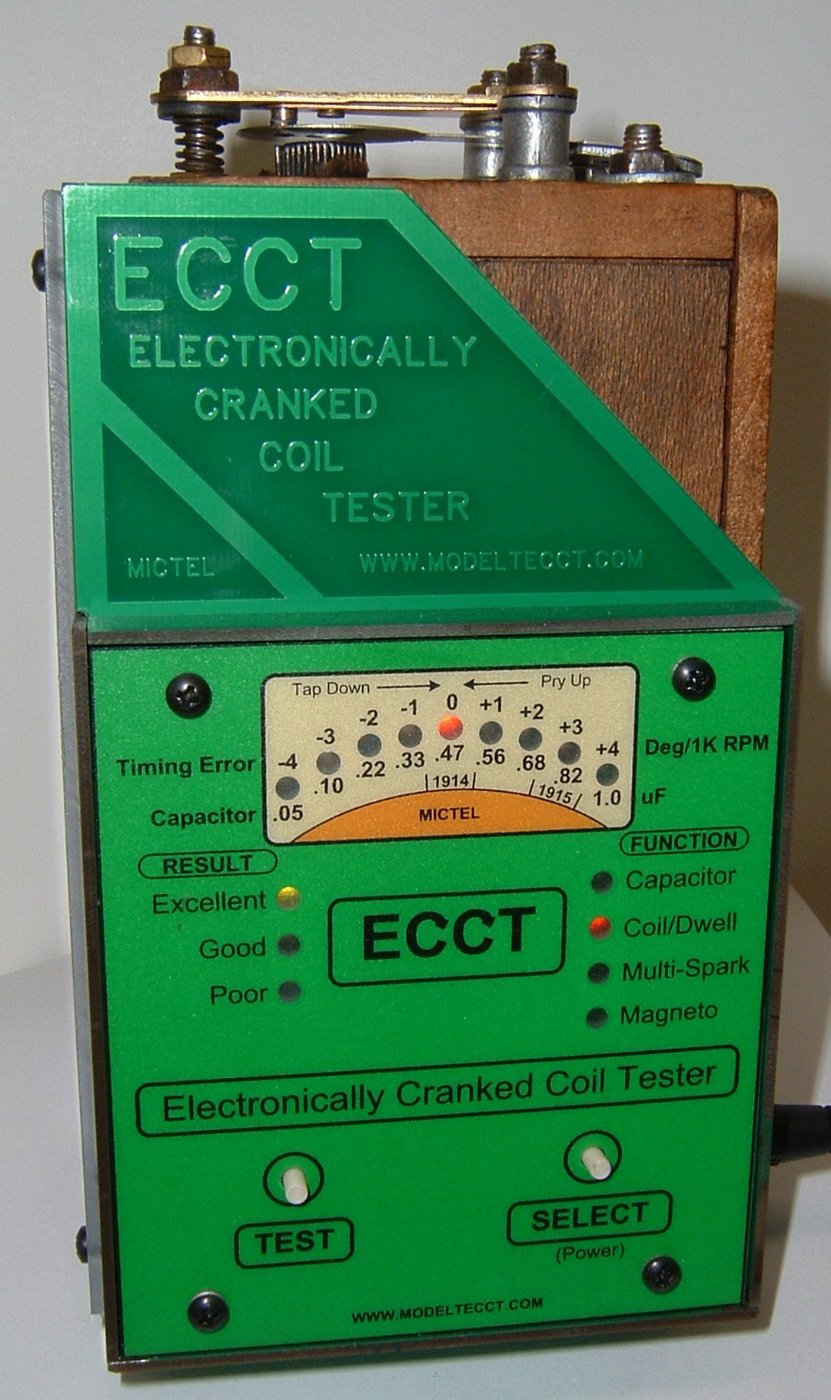 ECCT
ELECTRONICALLY
CRANKED
COIL
TESTER
MICTEL
WWW.MODELTECCT.COM
Tap Down
Pry Up
Timing Error -4 -3 -2 -1 0 +1 +2 +3 +4 Deg/1K RPM
Capacitor .05 .10 .22 .33 .47 .56 .68 .82 1.0 uF
1914
1915
MICTEL
RESULT
Excellent
Good
Poor
ECCT
FUNCTION
Capacitor
Coil/Dwell
Multi-Spark
Magneto
Electronically Cranked Coil Tester
TEST
SELECT
(Power)
WWW.MODELTECCT.COM